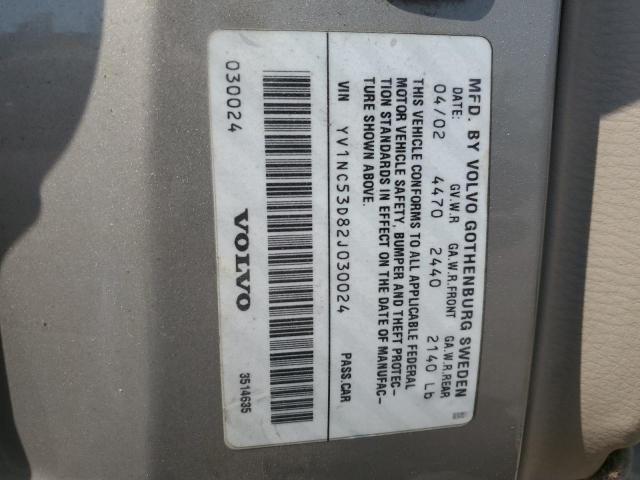 MFD. BY VOLVO GOTHENBURG SWEDEN
DATE: G.V.W.R GA.W.R.FRONT GA.W.R.REAR
04/02 4470 2440 2140 Lb
THIS VEHICLE CONFORMS TO ALL APPLICABLE FEDERAL
MOTOR VEHICLE SAFETY, BUMPER AND THEFT PROTEC-
TION STANDARDS IN EFFECT ON THE DATE OF MANUFAC-
TURE SHOWN ABOVE.
VIN YV1NC53D82J030024 PASS.CAR
030024 VOLVO 3514635